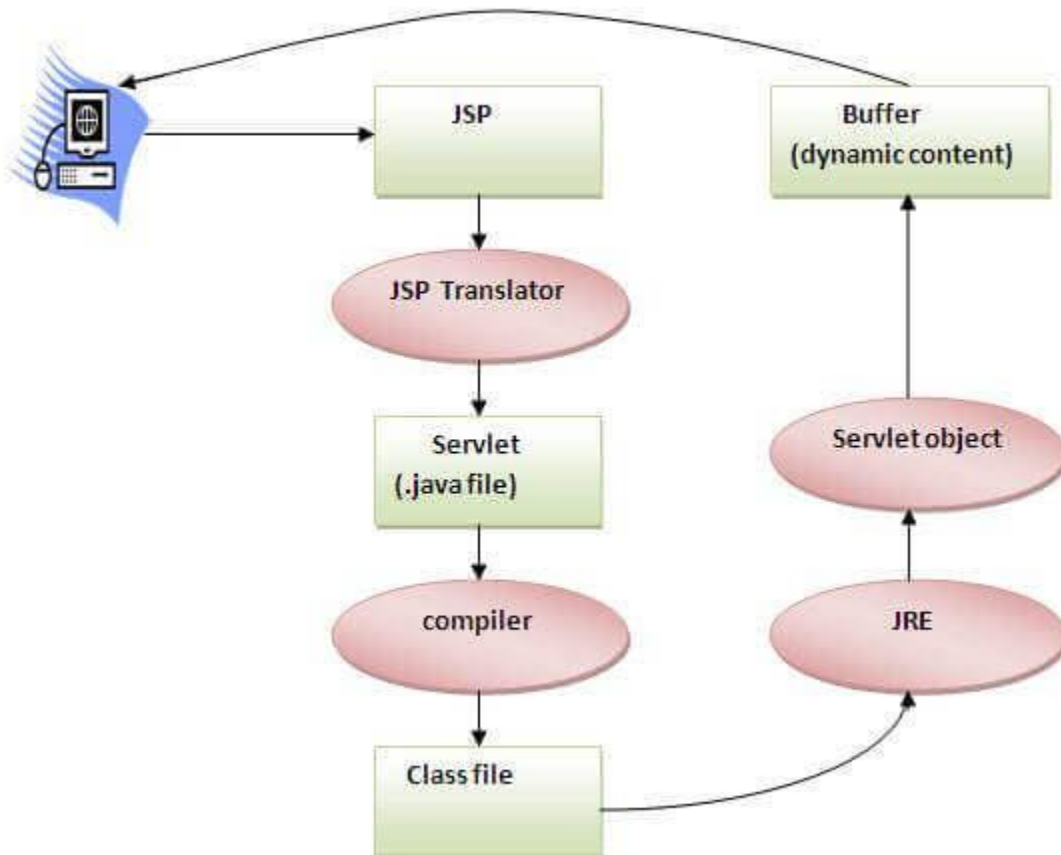 JSP
Buffer
(dynamic content)
JSP Translator
Servlet
(.java file)
Servlet object
compiler
JRE
Class file